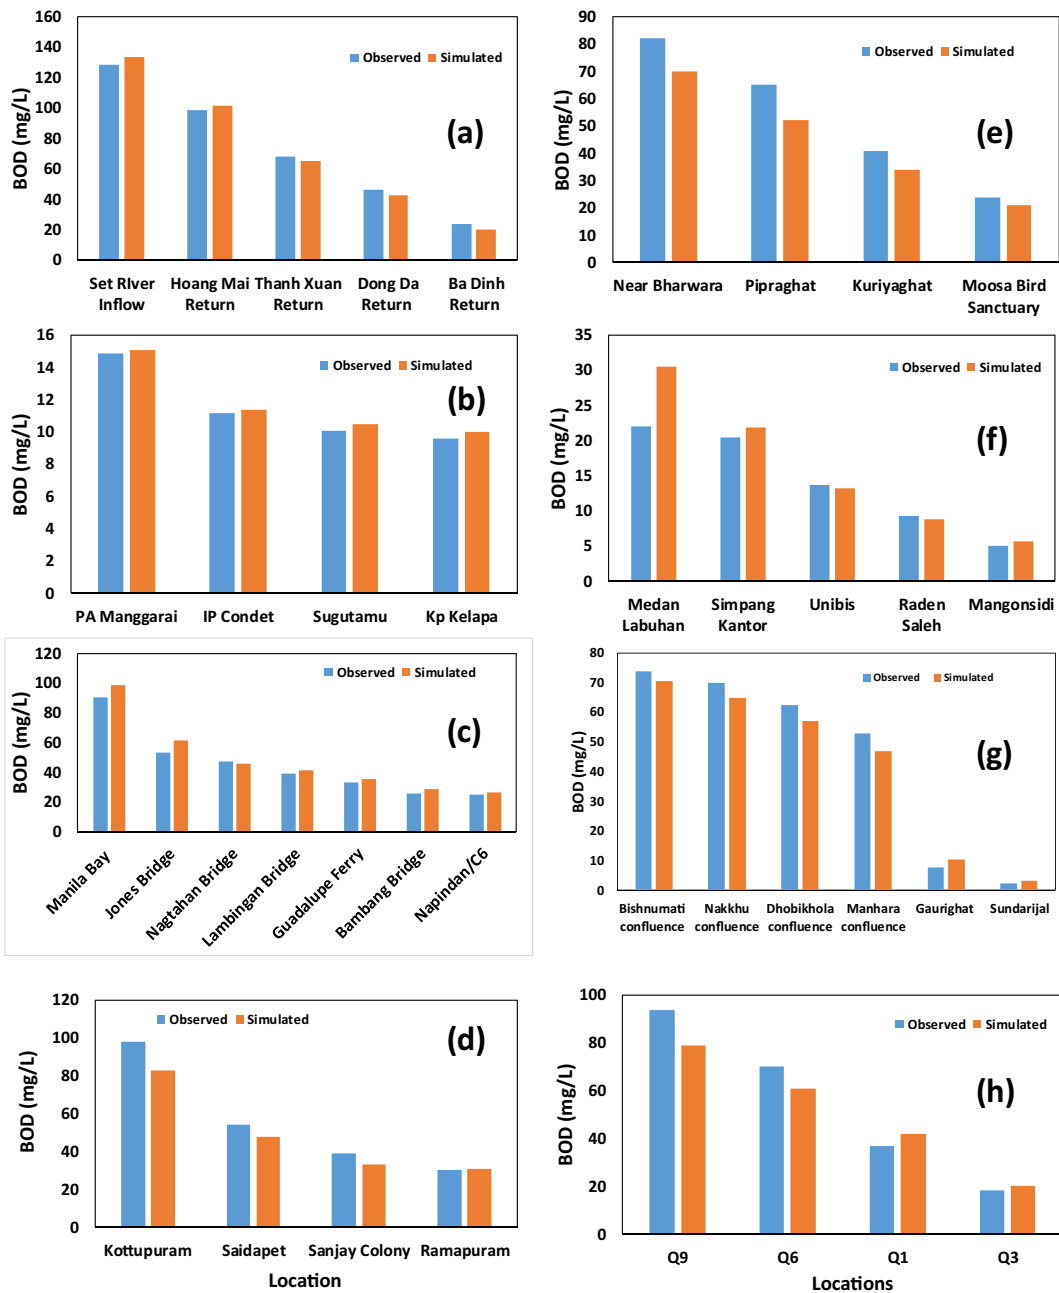 160
140
120
100
80
60
40
20
0
BOD (mg/L)
Observed Simulated
(a)
Set RIver Inflow
Hoang Mai Return
Thanh Xuan Return
Dong Da Return
Ba Dinh Return
90
80
70
60
50
40
30
20
10
0
BOD (mg/L)
Observed Simulated
(e)
Near Bharwara
Pipraghat
Kuriyaghat
Moosa Bird Sanctuary
16
14
12
10
8
6
4
2
0
BOD (mg/L)
Observed Simulated
(b)
PA Manggarai
IP Condet
Sugutamu
Kp Kelapa
35
30
25
20
15
10
5
0
BOD (mg/L)
Observed Simulated
(f)
Medan Labuhan
Simpang Kantor
Unibis
Raden Saleh
Mangonsidi
120
100
80
60
40
20
0
BOD (mg/L)
Observed Simulated
(c)
Manila Bay
Jones Bridge
Nagtahan Bridge
Lambingan Bridge
Guadalupe Ferry
Bambang Bridge
Napindan/C6
80
70
60
50
40
30
20
10
0
BOD (mg/L)
Observed Simulated
(g)
Bishnumati confluence
Nakkhu confluence
Dhobikhola confluence
Manhara confluence
Gaurighat
Sundarijal
120
100
80
60
40
20
0
BOD (mg/L)
Observed Simulated
(d)
Kottupuram
Saidapet
Sanjay Colony
Ramapuram
Location
100
80
60
40
20
0
BOD (mg/L)
Observed Simulated
(h)
Q9
Q6
Q1
Q3
Locations